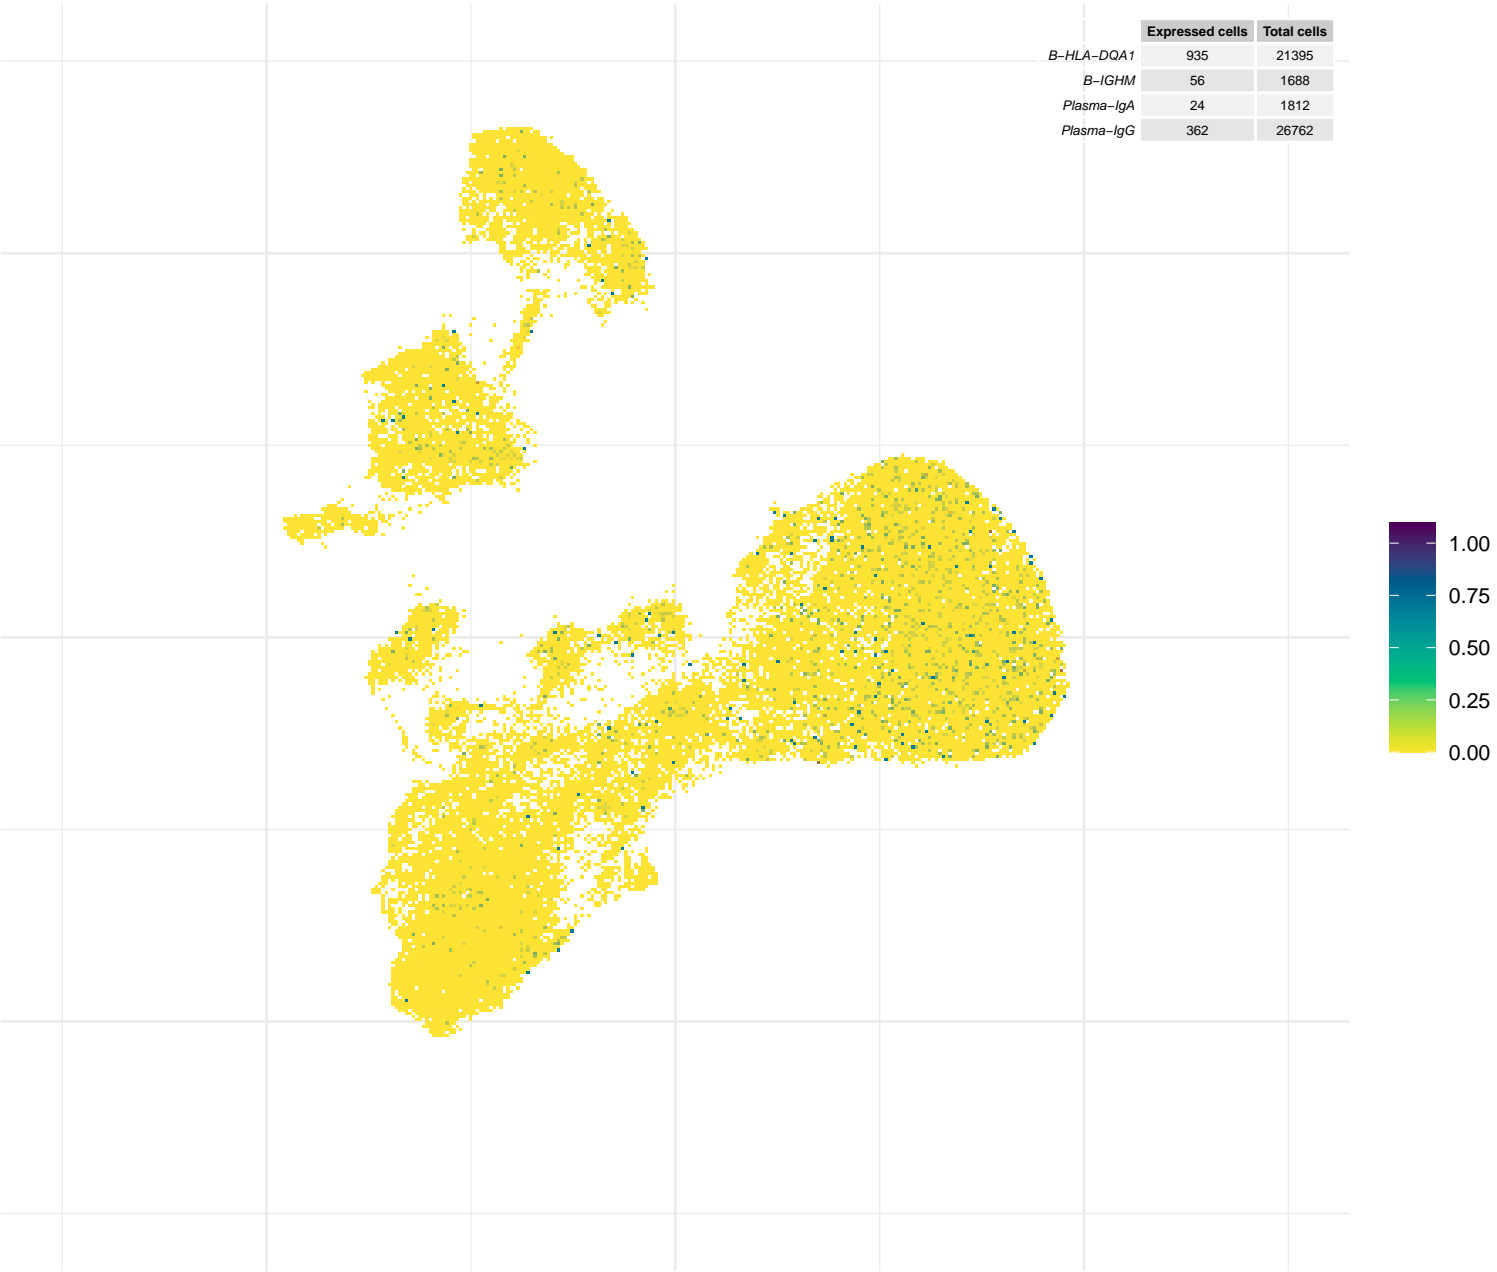 Expressed cells Total cells
B−HLA−DQA1 935 21395
B−IGHM 56 1688
Plasma−IgA 24 1812
Plasma−IgG 362 26762
1.00
0.75
0.50
0.25
0.00